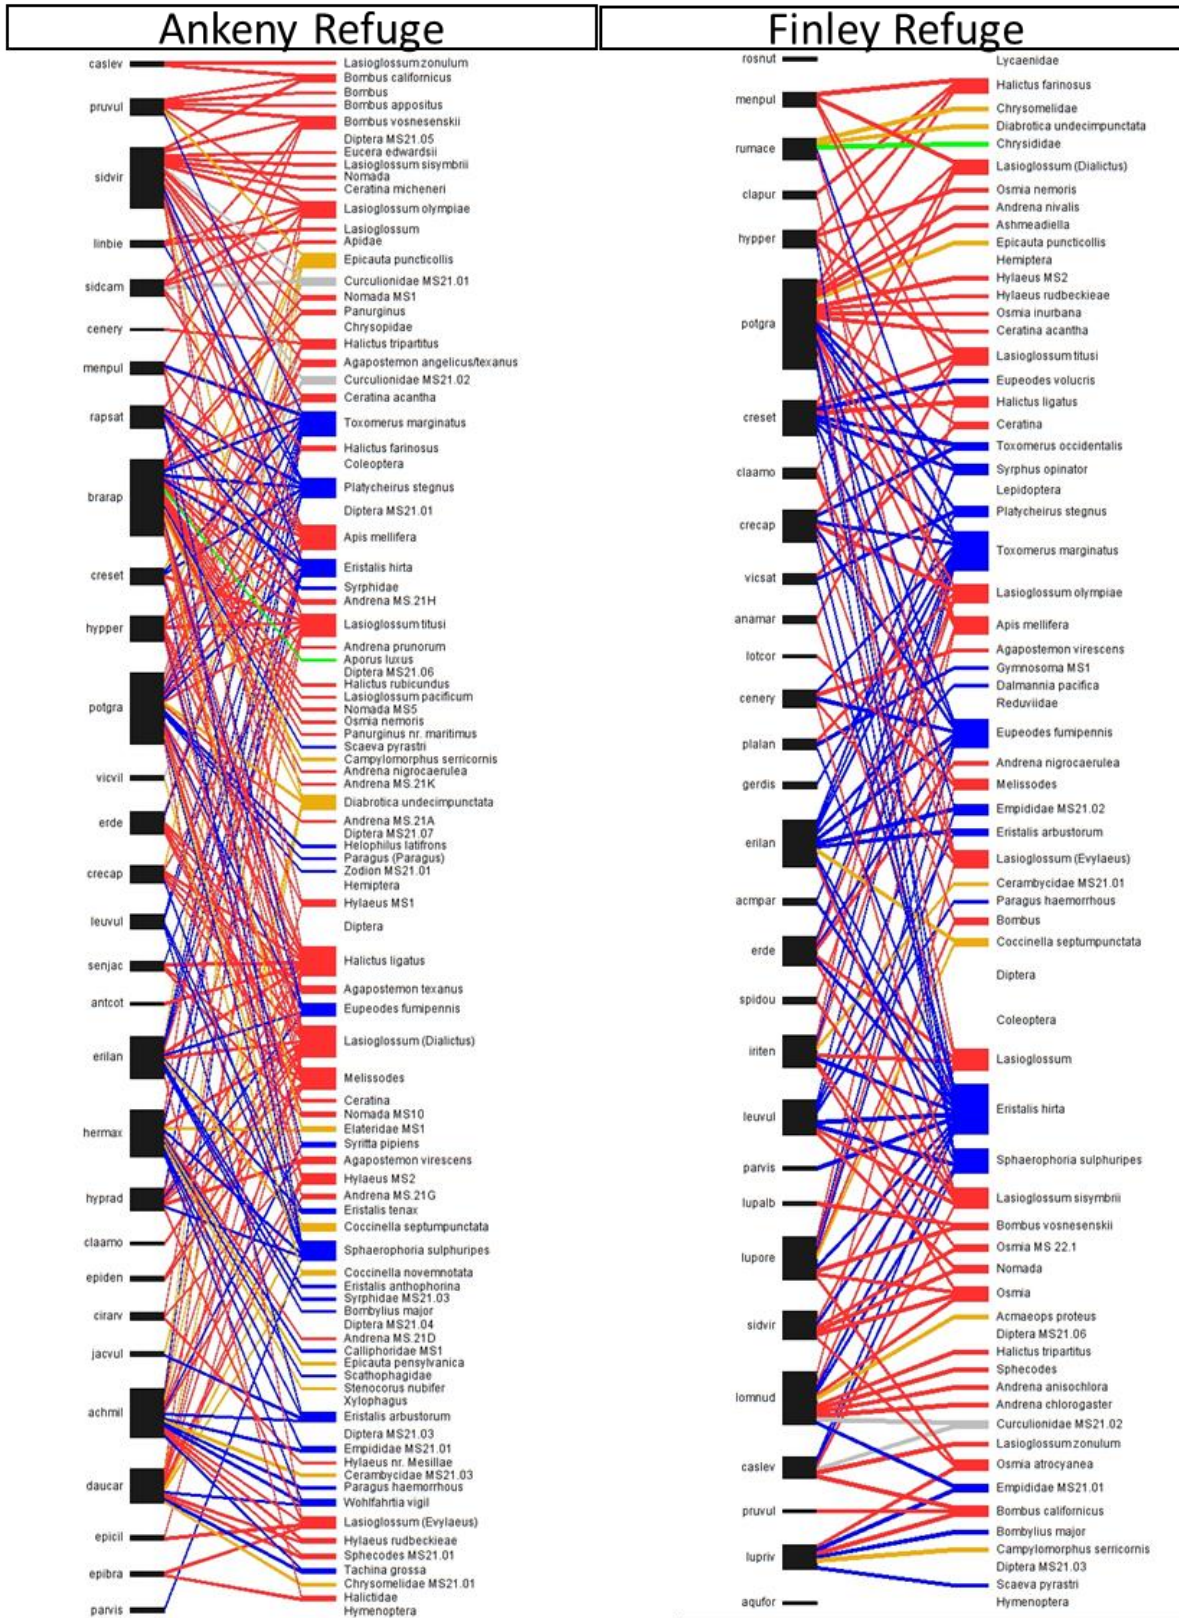 Ankeny Refuge
caslev
pruvul
sidvir
linbie
sidcam
cenery
menpul
rapsat
brarap
creset
hypper
potgra
vicvil
erde
crecap
leuvul
senjac
antcot
erilan
hermax
hyprad
claamo
epiden
cirarv
jacvul
achmil
daucar
epicil
epibra
parvis
Lasioglossum zonulum
Bombus californicus
Bombus
Bombus appositus
Bombus vosnesenskii
Diptera MS21.05
Eucera edwardsii
Lasioglossum sisymbrii
Nomada
Ceratina micheneri
Lasioglossum olympiae
Lasioglossum
Apidae
Epicauta puncticollis
Curculionidae MS21.01
Nomada MS1
Panurginus
Chrysopidae
Halictus tripartitus
Agapostemon angelicus/texanus
Curculionidae MS21.02
Ceratina acantha
Toxomerus marginatus
Halictus farinosus
Coleoptera
Platycheirus stegnus
Diptera MS21.01
Apis mellifera
Eristalis hirta
Syrphidae
Andrena MS.21H
Lasioglossum titusi
Andrena prunorum
Aporus luxus
Diptera MS21.06
Halictus rubicundus
Lasioglossum pacificum
Nomada MS5
Osmia nemoris
Panurginus nr. maritimus
Scaeva pyrastri
Campylomorphus serricornis
Andrena nigrocaerulea
Andrena MS.21K
Diabrotica undecimpunctata
Andrena MS.21A
Diptera MS21.07
Helophilus latifrons
Paragus (Paragus)
Zodion MS21.01
Hemiptera
Hylaeus MS1
Diptera
Halictus ligatus
Agapostemon texanus
Eupeodes fumipennis
Lasioglossum (Dialictus)
Melissodes
Ceratina
Nomada MS10
Elateridae MS1
Syritta pipiens
Agapostemon virescens
Hylaeus MS2
Andrena MS.21G
Eristalis tenax
Coccinella septumpunctata
Sphaerophoria sulphuripes
Coccinella novemnotata
Eristalis anthophorina
Syrphidae MS21.03
Bombylius major
Diptera MS21.04
Andrena MS.21D
Calliphoridae MS1
Epicauta pensylvanica
Scathophagidae
Stenocorus nubifer
Xylophagus
Eristalis arbustorum
Diptera MS21.03
Empididae MS21.01
Hylaeus nr. Mesillae
Cerambycidae MS21.03
Paragus haemorrhous
Wohlfahrtia vigil
Lasioglossum (Evylaeus)
Hylaeus rudbeckieae
Sphecodes MS21.01
Tachina grossa
Chrysomelidae MS21.01
Halictidae
Hymenoptera
Finley Refuge
rosnut
menpul
rumace
clapur
hypper
potgra
creset
claamo
crecap
vicsat
anamar
lotcor
cenery
plalan
gerdis
erilan
acmpar
erde
spidou
iriten
leuvul
parvis
lupalb
lupore
sidvir
lomnud
caslev
pruvul
lupriv
aqufor
Lycaenidae
Halictus farinosus
Chrysomelidae
Diabrotica undecimpunctata
Chrysididae
Lasioglossum (Dialictus)
Osmia nemoris
Andrena nivalis
Ashmeadiella
Epicauta puncticollis
Hemiptera
Hylaeus MS2
Hylaeus rudbeckieae
Osmia inurbana
Ceratina acantha
Lasioglossum titusi
Eupeodes volucris
Halictus ligatus
Ceratina
Toxomerus occidentalis
Syrphus opinator
Lepidoptera
Platycheirus stegnus
Toxomerus marginatus
Lasioglossum olympiae
Apis mellifera
Agapostemon virescens
Gymnosoma MS1
Dalmannia pacifica
Reduviidae
Eupeodes fumipennis
Andrena nigrocaerulea
Melissodes
Empididae MS21.02
Eristalis arbustorum
Lasioglossum (Evylaeus)
Cerambycidae MS21.01
Paragus haemorrhous
Bombus
Coccinella septumpunctata
Diptera
Coleoptera
Lasioglossum
Eristalis hirta
Sphaerophoria sulphuripes
Lasioglossum sisymbrii
Bombus vosnesenskii
Osmia MS 22.1
Nomada
Osmia
Acmaeops proteus
Diptera MS21.06
Halictus tripartitus
Sphecodes
Andrena anisochlora
Andrena chlorogaster
Curculionidae MS21.02
Lasioglossum zonulum
Osmia atrocyanea
Empididae MS21.01
Bombus californicus
Bombylius major
Campylomorphus serricornis
Diptera MS21.03
Scaeva pyrastri
Hymenoptera